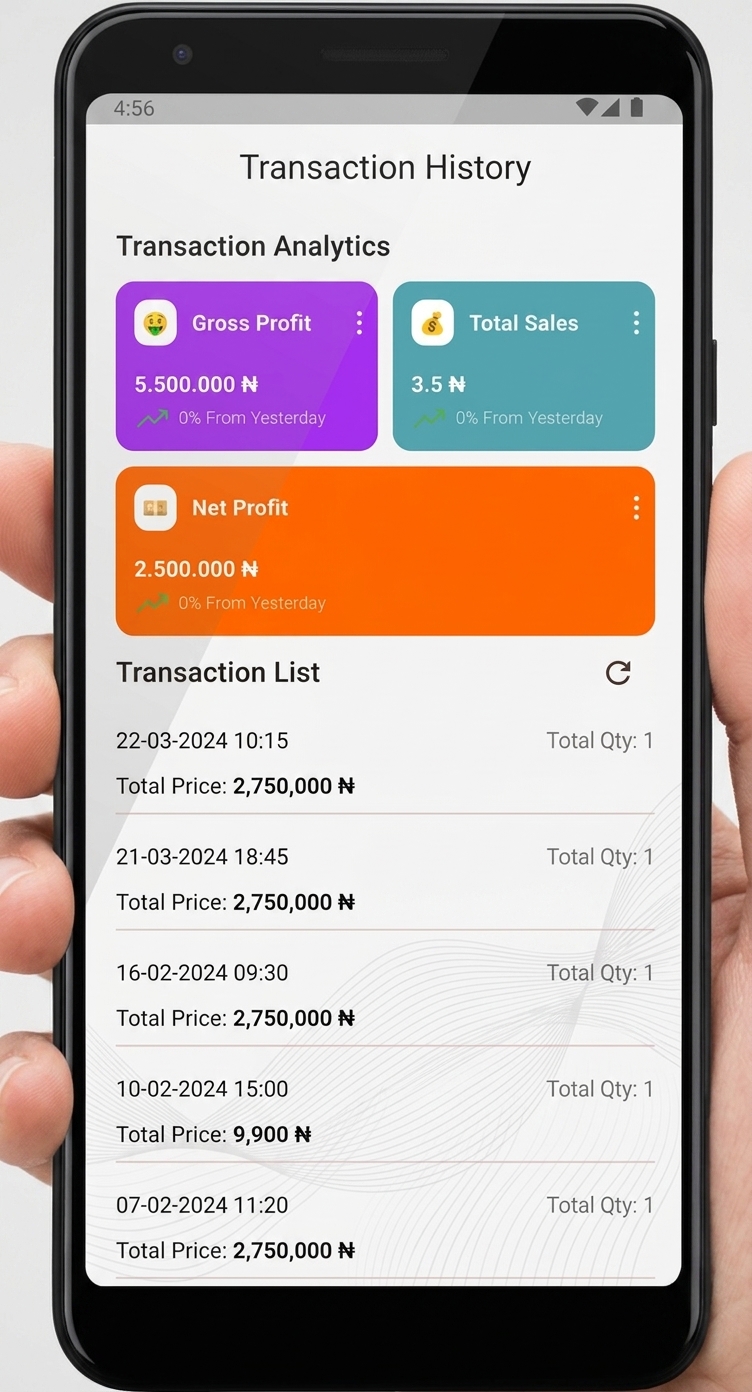 4:56
Transaction History
Transaction Analytics
Gross Profit
5.500.000 ₦
0% From Yesterday
Total Sales
3.5 ₦
0% From Yesterday
Net Profit
2.500.000 ₦
0% From Yesterday
Transaction List
22-03-2024 10:15 Total Qty: 1
Total Price: 2,750,000 ₦
21-03-2024 18:45 Total Qty: 1
Total Price: 2,750,000 ₦
16-02-2024 09:30 Total Qty: 1
Total Price: 2,750,000 ₦
10-02-2024 15:00 Total Qty: 1
Total Price: 9,900 ₦
07-02-2024 11:20 Total Qty: 1
Total Price: 2,750,000 ₦